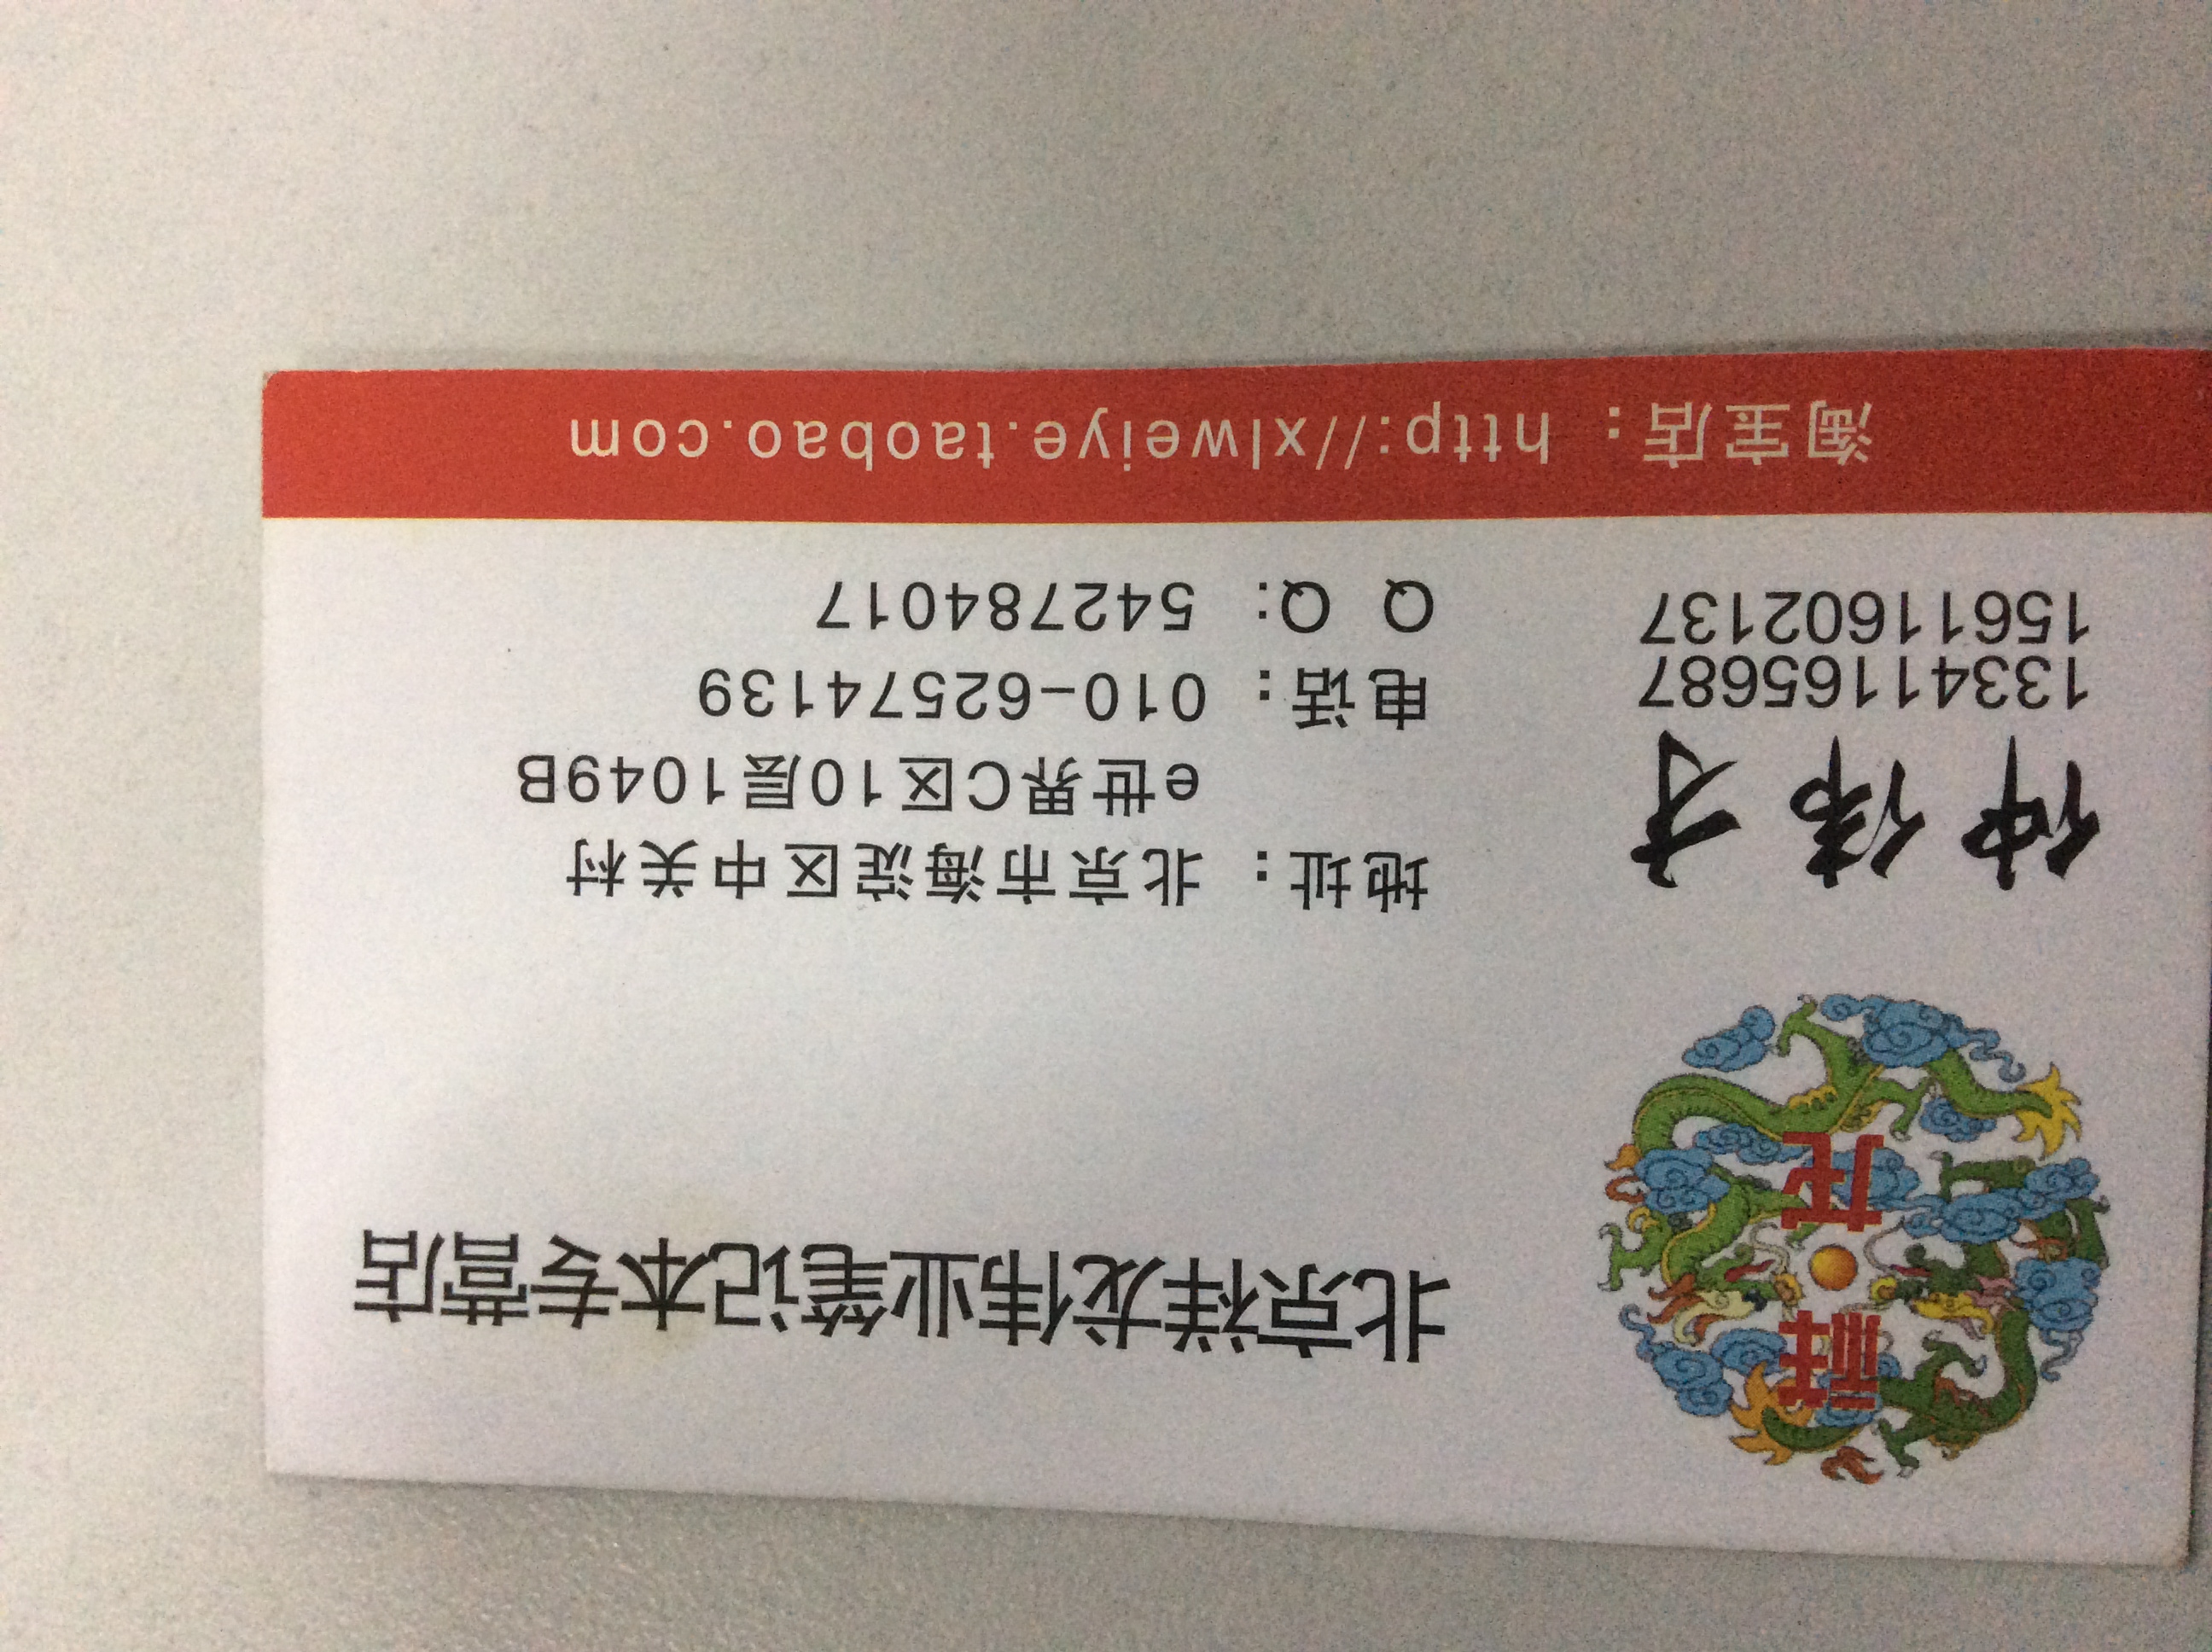 北京祥龙伟业笔记本专营店
祥
龙
仲伟才
13341165687
15611602137
地址：北京市海淀区中关村
e世界C区10层1049B
电话：010-62574139
Q Q：542784017
淘宝店：http://xlweiye.taobao.com